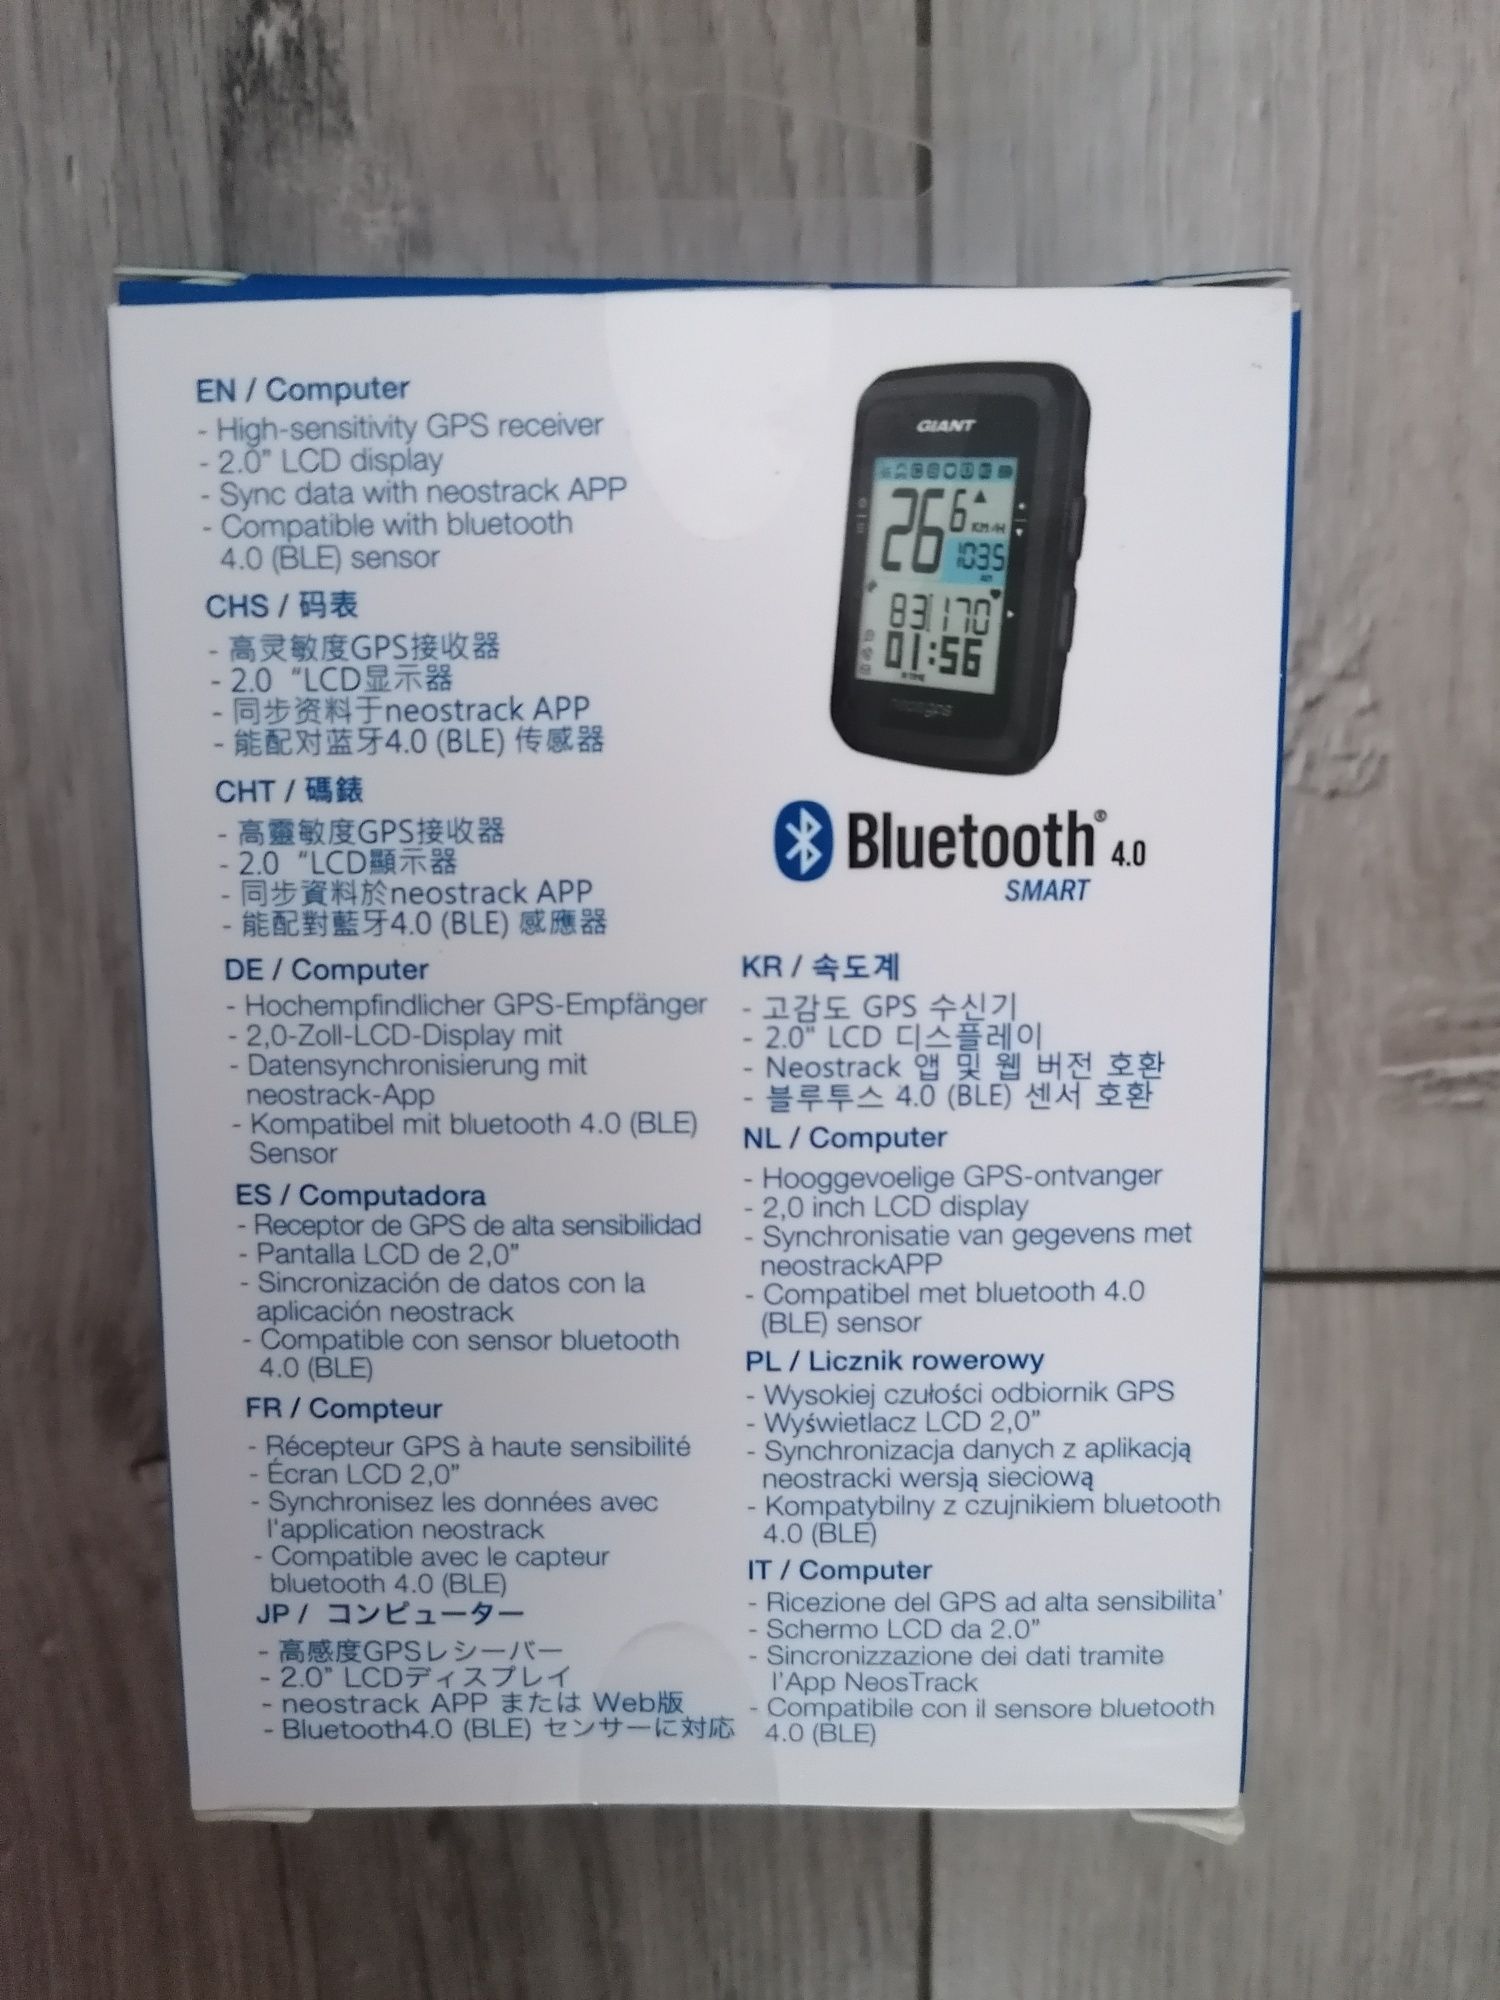 EN / Computer
- High-sensitivity GPS receiver
- 2.0" LCD display
- Sync data with neostrack APP
- Compatible with bluetooth
4.0 (BLE) sensor
CHS / 码表
- 高灵敏度GPS接收器
- 2.0 “LCD显示器
- 同步资料于neostrack APP
- 能配对蓝牙4.0 (BLE) 传感器
CHT / 碼錶
- 高靈敏度GPS接收器
- 2.0 “LCD顯示器
- 同步資料於neostrack APP
- 能配對藍牙4.0 (BLE) 感應器
DE / Computer
- Hochempfindlicher GPS-Empfänger
- 2,0-Zoll-LCD-Display mit
- Datensynchronisierung mit
neostrack-App
- Kompatibel mit bluetooth 4.0 (BLE)
Sensor
ES / Computadora
- Receptor de GPS de alta sensibilidad
- Pantalla LCD de 2,0”
- Sincronización de datos con la
aplicación neostrack
- Compatible con sensor bluetooth
4.0 (BLE)
FR / Compteur
- Récepteur GPS à haute sensibilité
- Écran LCD 2,0”
- Synchronisez les données avec
l'application neostrack
- Compatible avec le capteur
bluetooth 4.0 (BLE)
JP / コンピューター
- 高感度GPSレシーバー
- 2.0” LCDディスプレイ
- neostrack APP または Web版
- Bluetooth4.0 (BLE) センサーに対応
GIANT
26 6
KM/H
1035
83 170
01:56
neosgps
Bluetooth® 4.0
SMART
KR / 속도계
- 고감도 GPS 수신기
- 2.0" LCD 디스플레이
- Neostrack 앱 및 웹 버전 호환
- 블루투스 4.0 (BLE) 센서 호환
NL / Computer
- Hooggevoelige GPS-ontvanger
- 2,0 inch LCD display
- Synchronisatie van gegevens met
neostrackAPP
- Compatibel met bluetooth 4.0
(BLE) sensor
PL / Licznik rowerowy
- Wysokiej czułości odbiornik GPS
- Wyświetlacz LCD 2,0”
- Synchronizacja danych z aplikacją
neostracki wersją sieciową
- Kompatybilny z czujnikiem bluetooth
4.0 (BLE)
IT / Computer
- Ricezione del GPS ad alta sensibilita'
- Schermo LCD da 2.0”
- Sincronizzazione dei dati tramite
l'App NeosTrack
- Compatibile con il sensore bluetooth
4.0 (BLE)